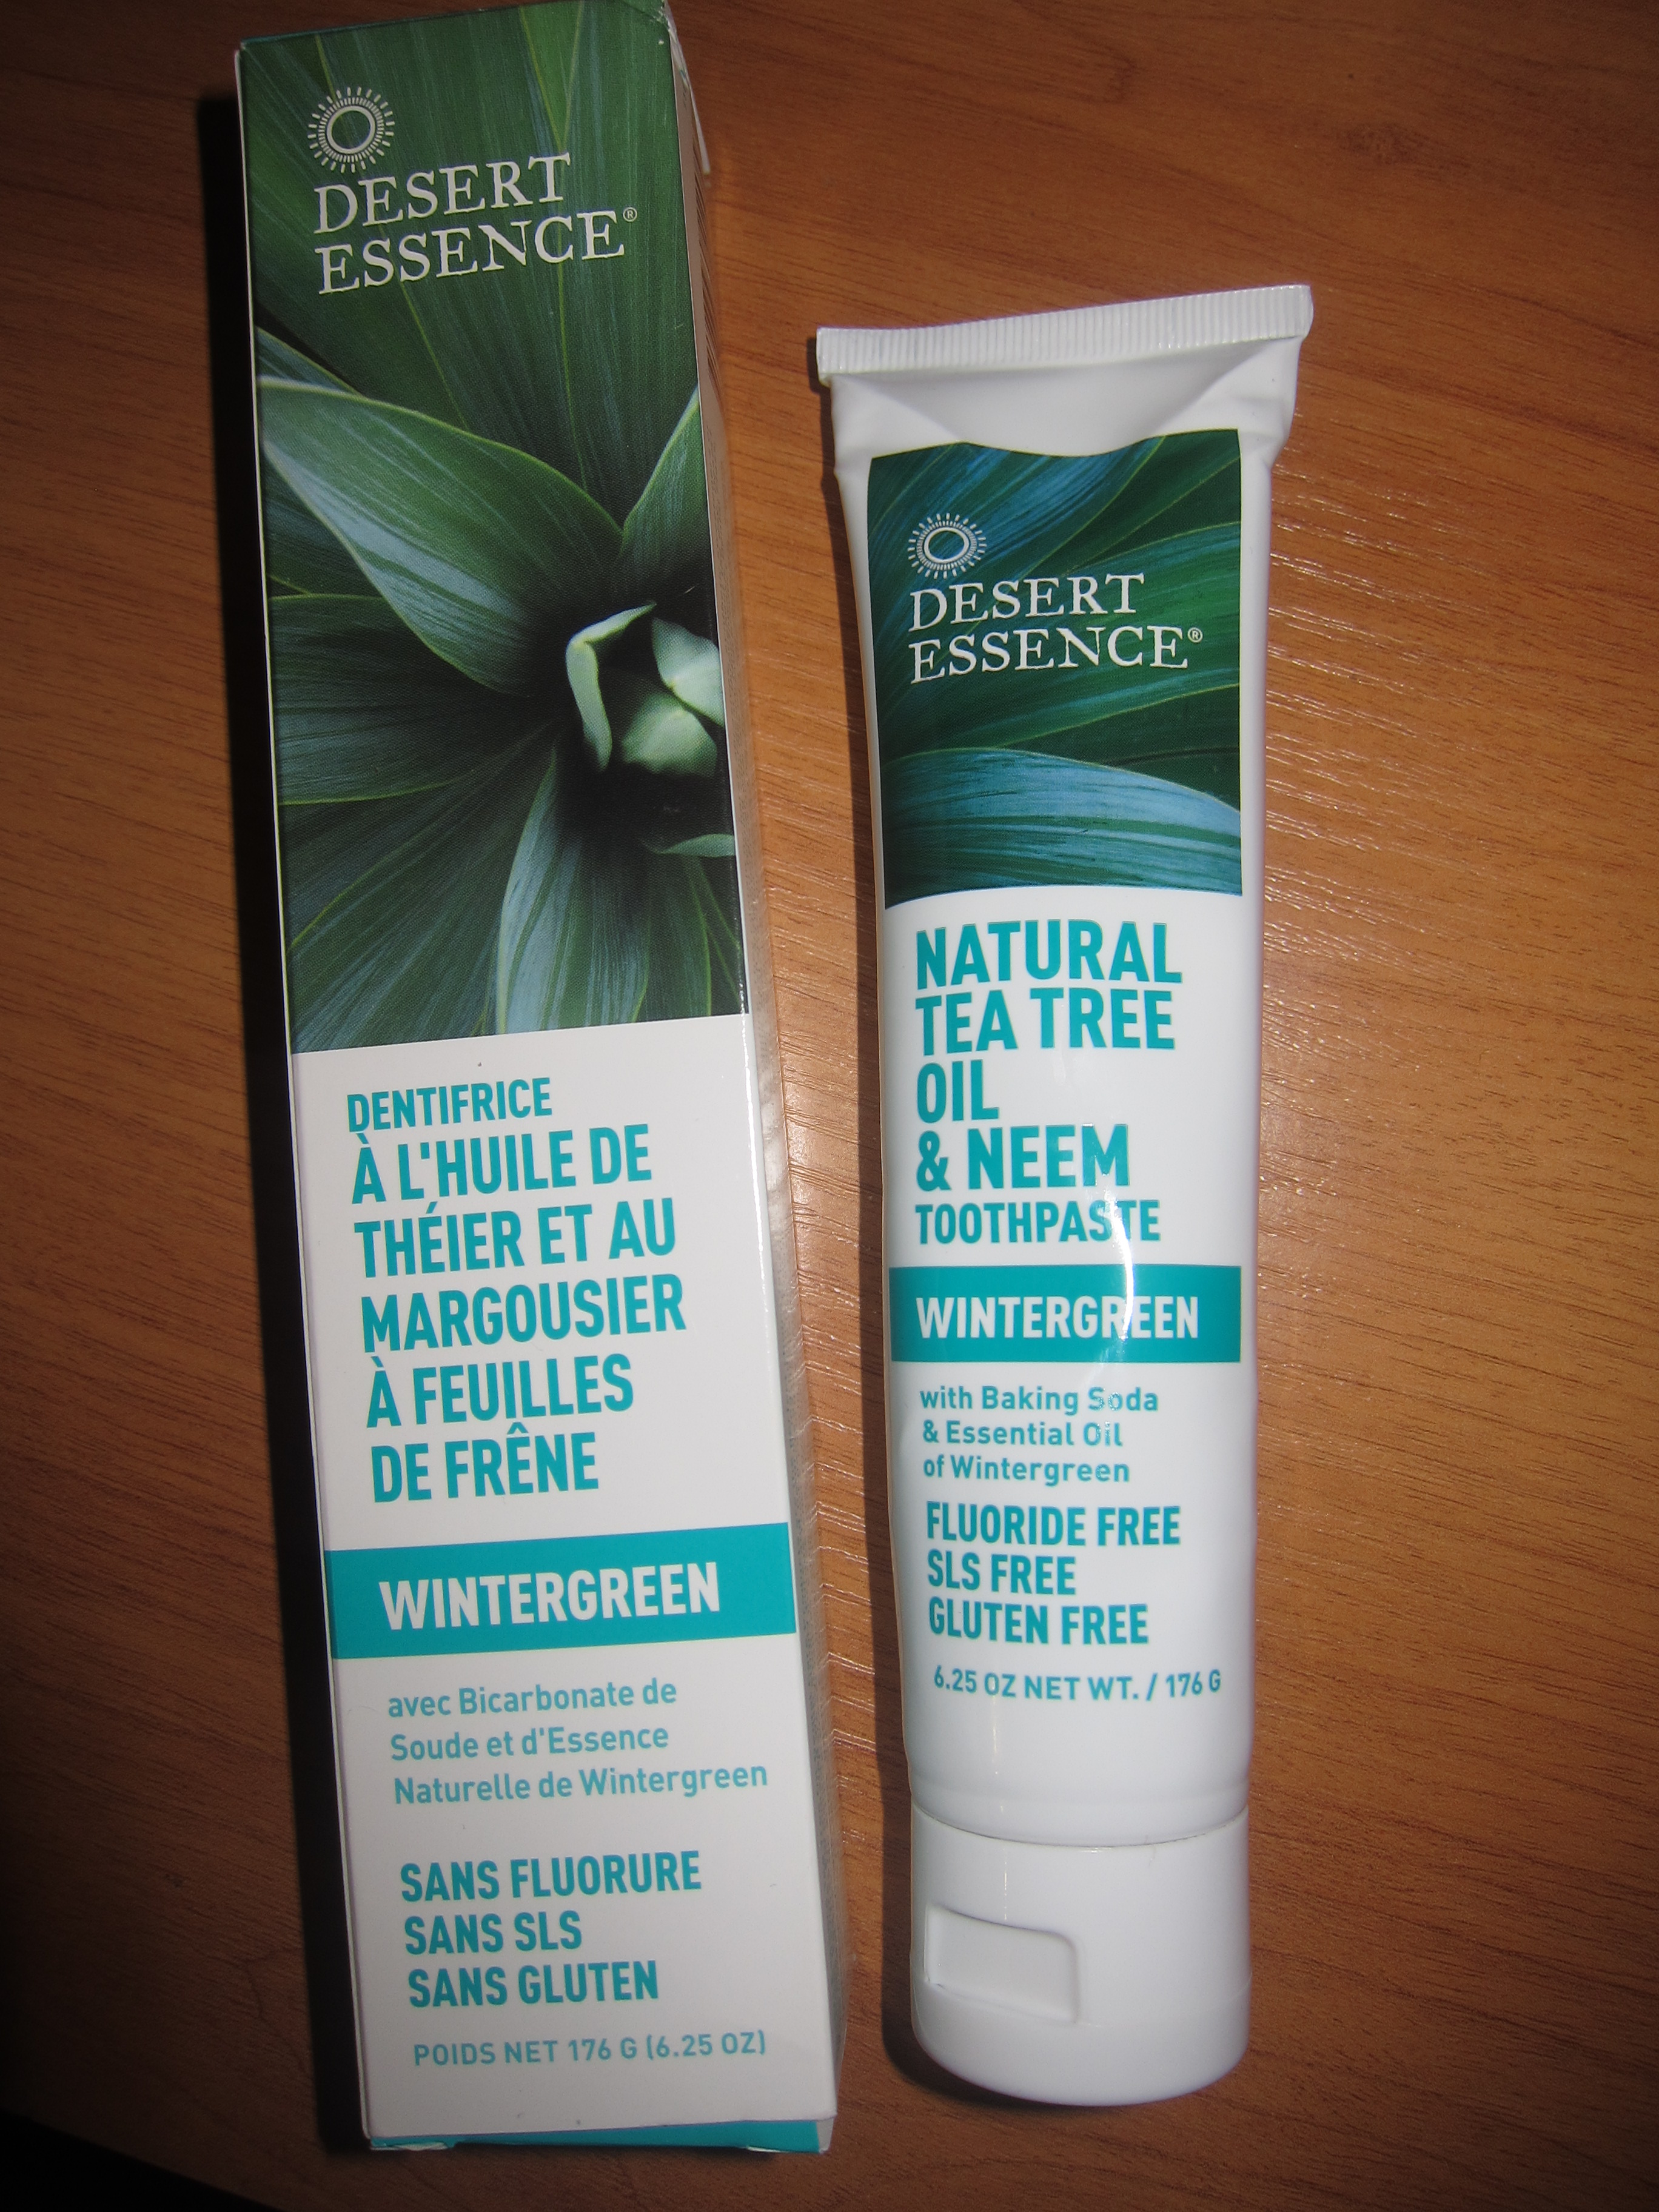 DESERT
ESSENCE®
DENTIFRICE
À L'HUILE DE
THÉIER ET AU
MARGOUSIER
À FEUILLES
DE FRÊNE
WINTERGREEN
avec Bicarbonate de
Soude et d'Essence
Naturelle de Wintergreen
SANS FLUORURE
SANS SLS
SANS GLUTEN
POIDS NET 176 G (6.25 OZ)
DESERT
ESSENCE®
NATURAL
TEA TREE
OIL
& NEEM
TOOTHPASTE
WINTERGREEN
with Baking Soda
& Essential Oil
of Wintergreen
FLUORIDE FREE
SLS FREE
GLUTEN FREE
6.25 OZ NET WT. / 176 G